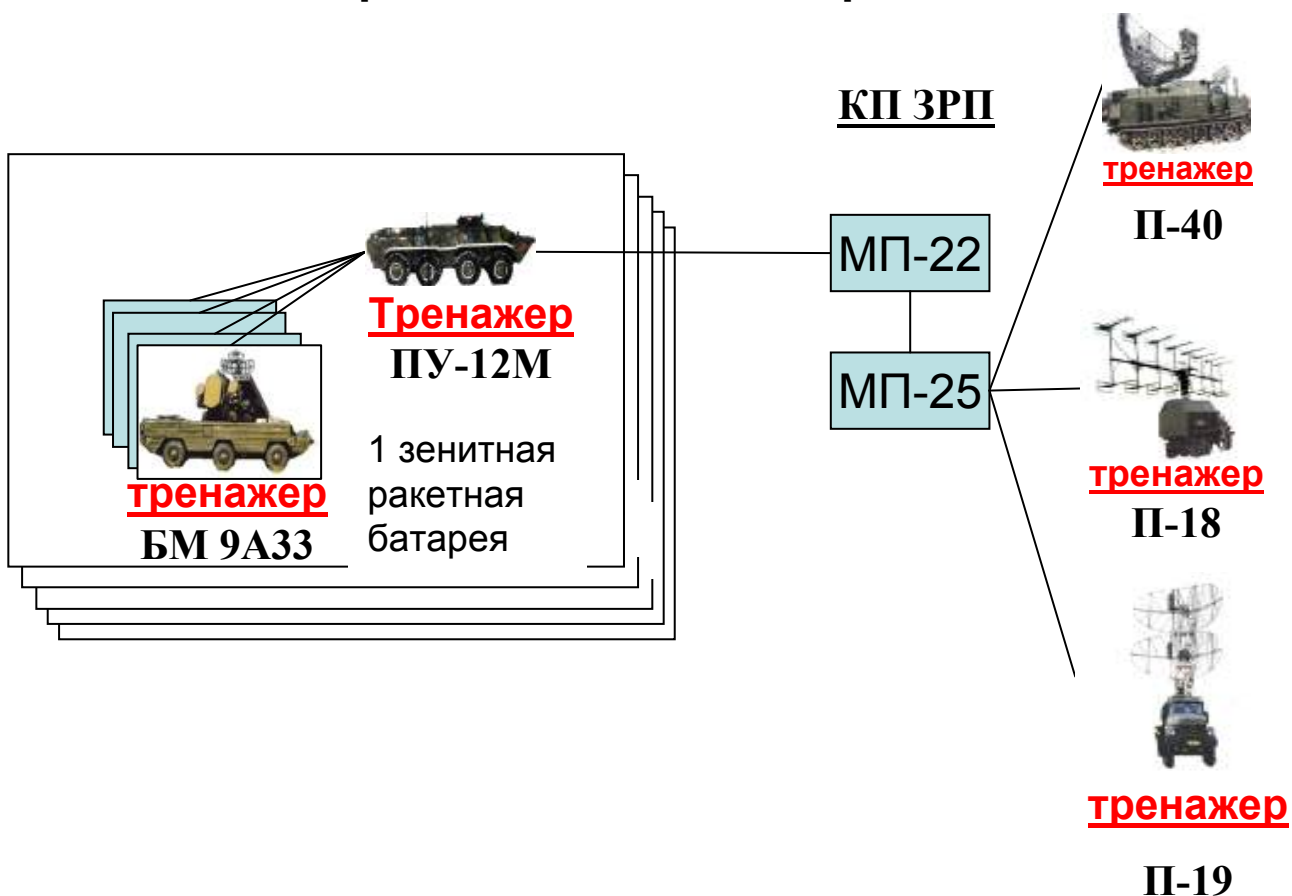 КП ЗРП
тренажер
П-40
МП-22
Тренажер
ПУ-12М
МП-25
1 зенитная
ракетная
батарея
тренажер
БМ 9А33
тренажер
П-18
тренажер
П-19